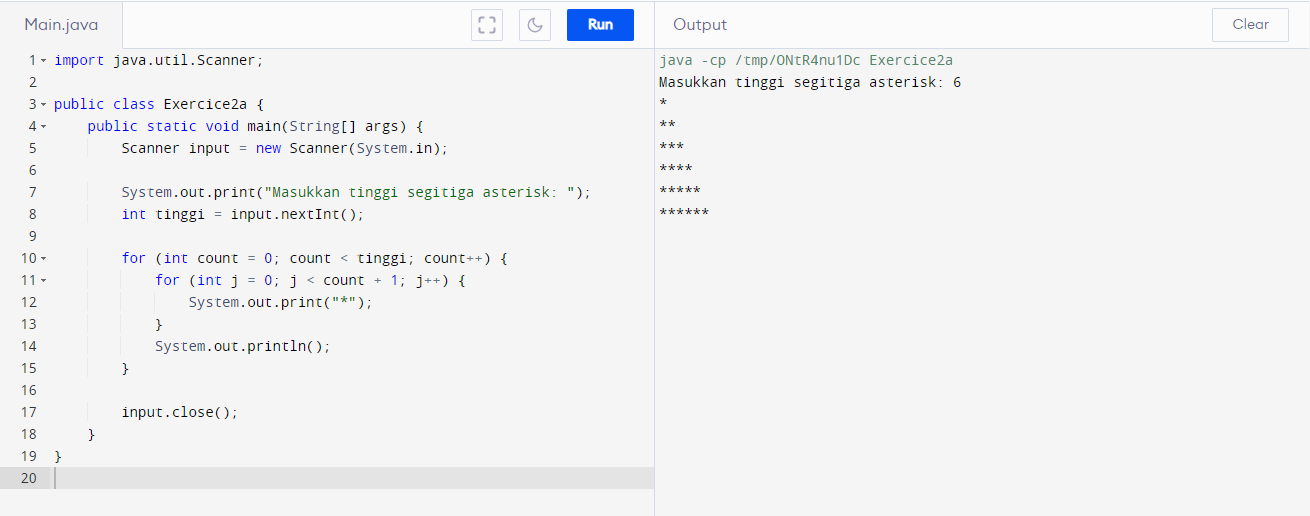 Main.java
Run
Output
Clear
1 import java.util.Scanner;
2
3 public class Exercice2a {
4     public static void main(String[] args) {
5         Scanner input = new Scanner(System.in);
6
7         System.out.print("Masukkan tinggi segitiga asterisk: ");
8         int tinggi = input.nextInt();
9
10         for (int count = 0; count < tinggi; count++) {
11             for (int j = 0; j < count + 1; j++) {
12                 System.out.print("*");
13             }
14             System.out.println();
15         }
16
17         input.close();
18     }
19 }
20
java -cp /tmp/ONtR4nu1Dc Exercice2a
Masukkan tinggi segitiga asterisk: 6
*
**
***
****
*****
******